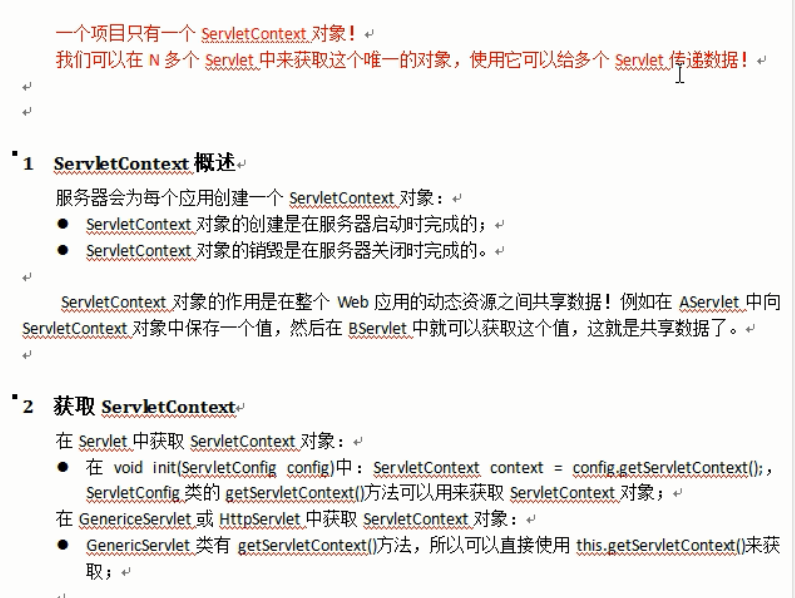 一个项目只有一个 ServletContext 对象！
我们可以在 N 多个 Servlet 中来获取这个唯一的对象，使用它可以给多个 Servlet 传递数据！
1 ServletContext 概述
服务器会为每个应用创建一个 ServletContext 对象：
● ServletContext 对象的创建是在服务器启动时完成的；
● ServletContext 对象的销毁是在服务器关闭时完成的。
ServletContext 对象的作用是在整个 Web 应用的动态资源之间共享数据！例如在 AServlet 中向
ServletContext 对象中保存一个值，然后在 BServlet 中就可以获取这个值，这就是共享数据了。
2 获取 ServletContext
在 Servlet 中获取 ServletContext 对象：
● 在 void init(ServletConfig config)中：ServletContext context = config.getServletContext();，
ServletConfig 类的 getServletContext()方法可以用来获取 ServletContext 对象；
在 GenericeServlet 或 HttpServlet 中获取 ServletContext 对象：
● GenericServlet 类有 getServletContext()方法，所以可以直接使用 this.getServletContext()来获
取；